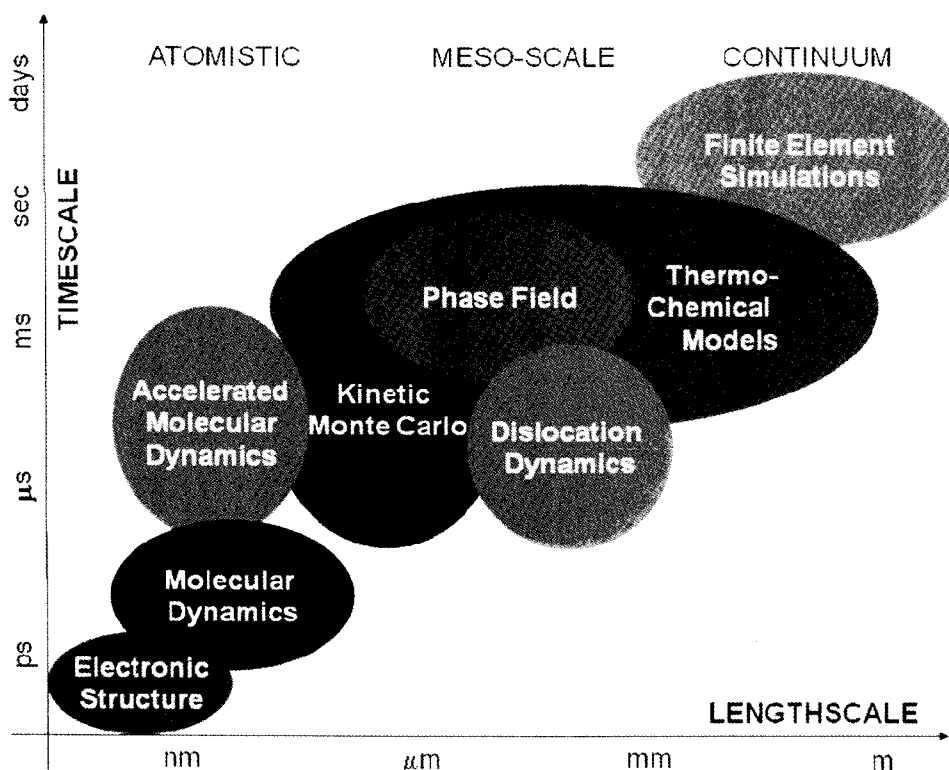 ATOMISTIC MESO-SCALE CONTINUUM
days
sec
ms
μs
ps
TIMESCALE
Finite Element
Simulations
Phase Field
Thermo-
Chemical
Models
Accelerated
Molecular
Dynamics
Kinetic
Monte Carlo
Dislocation
Dynamics
Molecular
Dynamics
Electronic
Structure
LENGTHSCALE
nm μm mm m